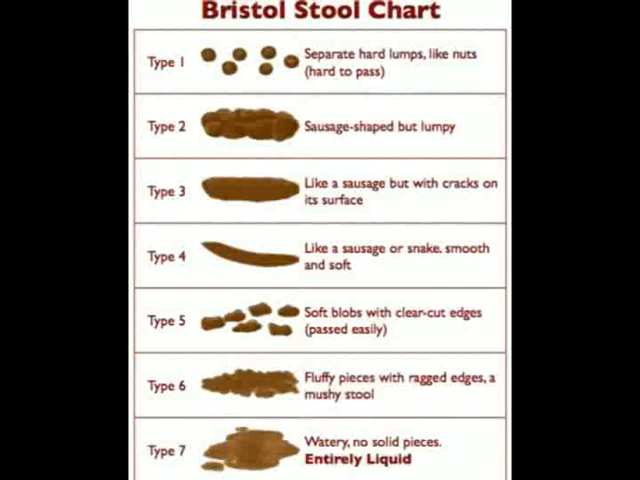 Bristol Stool Chart
Type 1
Separate hard lumps, like nuts
(hard to pass)
Type 2
Sausage-shaped but lumpy
Type 3
Like a sausage but with cracks on
its surface
Type 4
Like a sausage or snake, smooth
and soft
Type 5
Soft blobs with clear-cut edges
(passed easily)
Type 6
Fluffy pieces with ragged edges, a
mushy stool
Type 7
Watery, no solid pieces.
Entirely Liquid